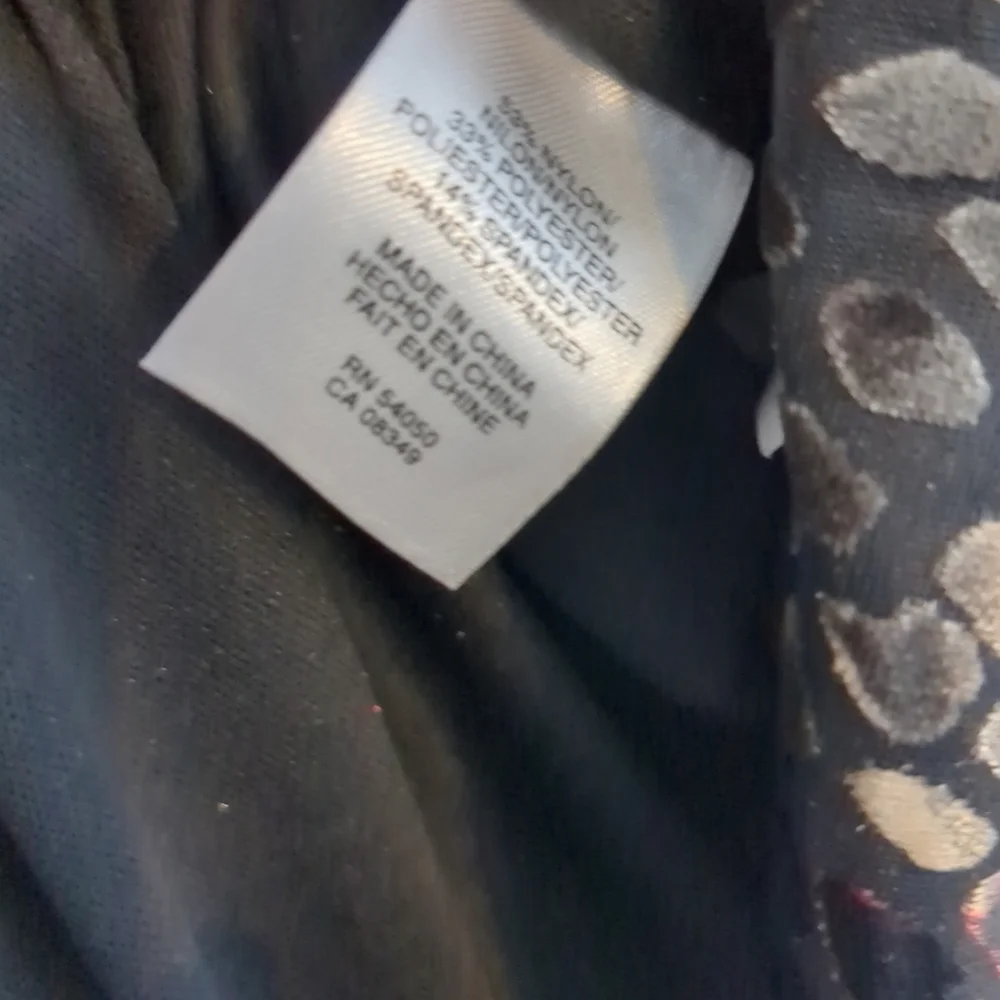 53% NYLON/
NILON/NYLON
33% POLYESTER/
POLIESTER/POLYESTER
14% SPANDEX/
SPANDEX/SPANDEX
MADE IN CHINA
HECHO EN CHINA
FAIT EN CHINE
RN 54050
CA 08349